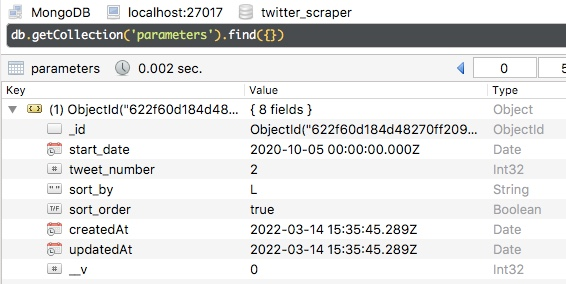 MongoDB localhost:27017 twitter_scraper
db.getCollection('parameters').find({})
parameters 0.002 sec. 0 5
Key Value Type
(1) ObjectId("622f60d184d48... { 8 fields } Object
_id ObjectId("622f60d184d48270ff209... ObjectId
start_date 2020-10-05 00:00:00.000Z Date
# tweet_number 2 Int32
" " sort_by L String
T/F sort_order true Boolean
createdAt 2022-03-14 15:35:45.289Z Date
updatedAt 2022-03-14 15:35:45.289Z Date
# __v 0 Int32